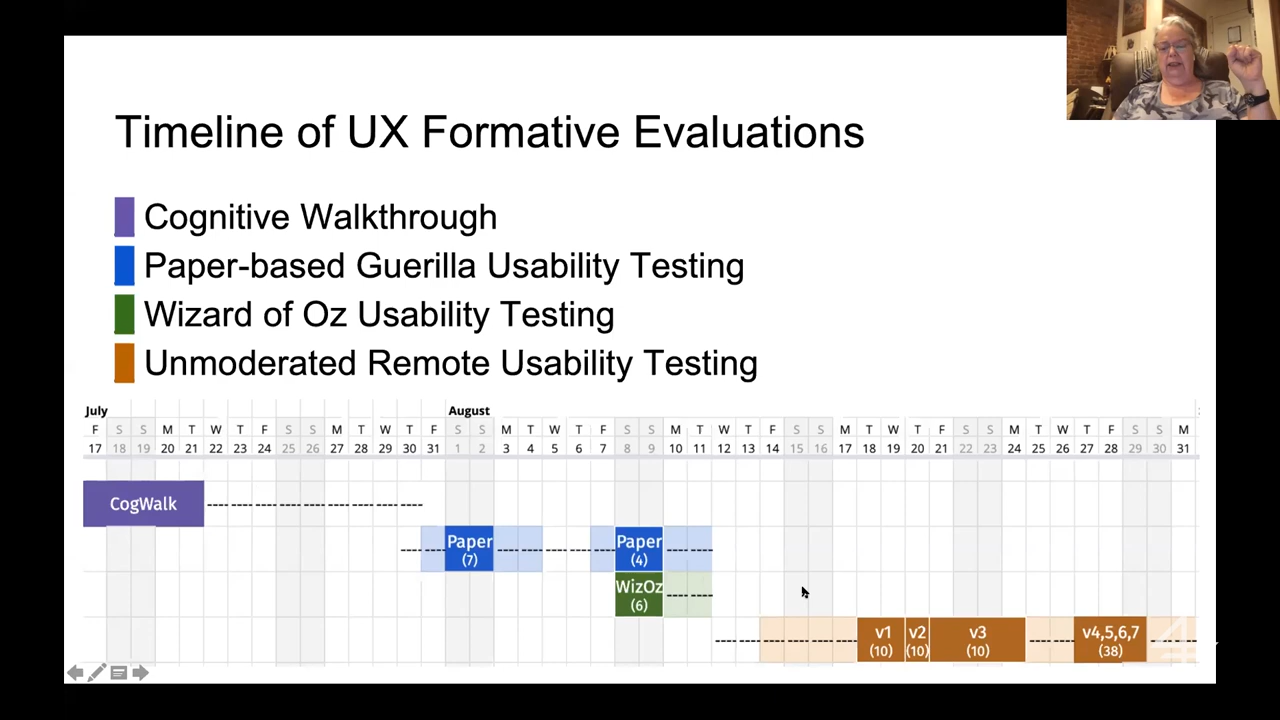 Timeline of UX Formative Evaluations
Cognitive Walkthrough
Paper-based Guerilla Usability Testing
Wizard of Oz Usability Testing
Unmoderated Remote Usability Testing
July August
F S S M T W T F S S M T W T F S S M T W T F S S M T W T F S S M T W T F S S M T W T F S S M
17 18 19 20 21 22 23 24 25 26 27 28 29 30 31 1 2 3 4 5 6 7 8 9 10 11 12 13 14 15 16 17 18 19 20 21 22 23 24 25 26 27 28 29 30 31
CogWalk
Paper Paper
(7) (4)
WizOz
(6)
v1 v2 v3 v4,5,6,7
(10) (10) (10) (38)